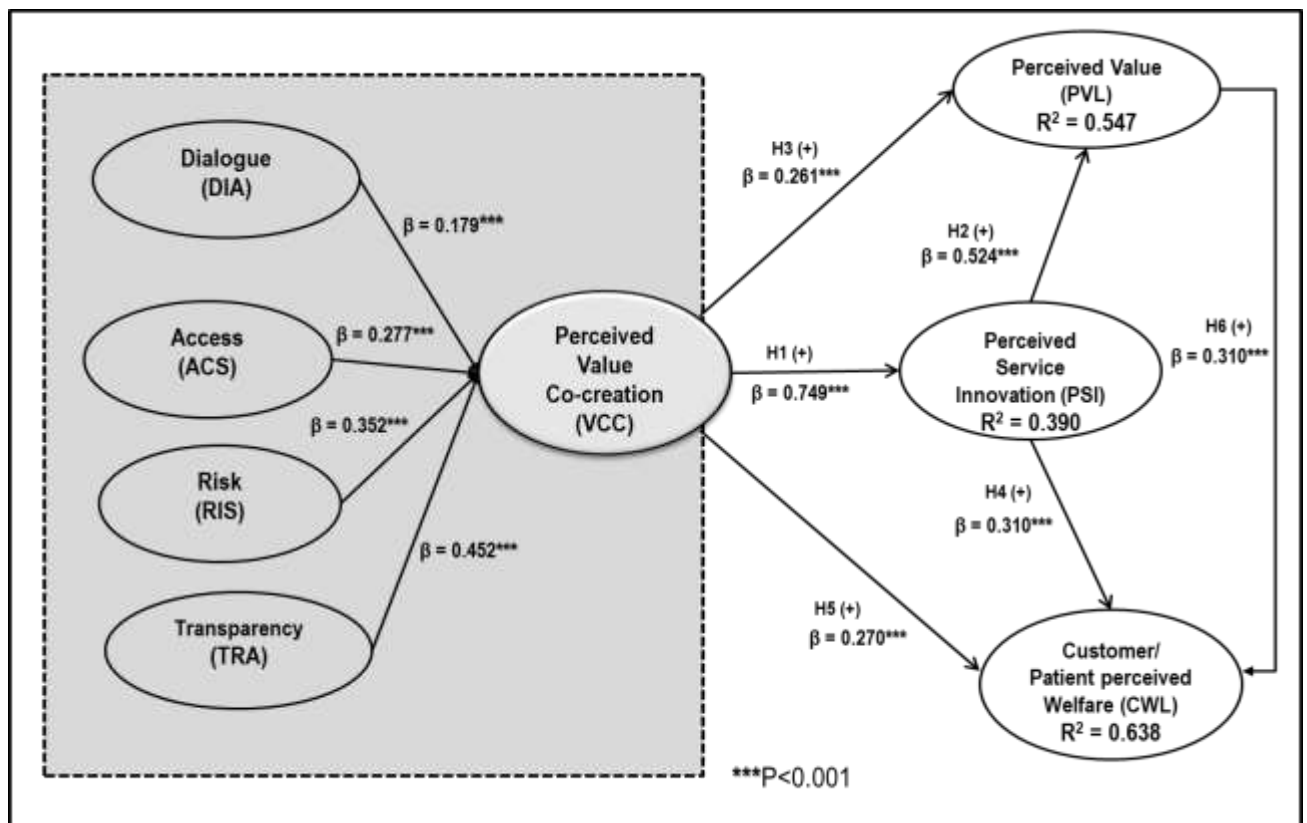 Dialogue
(DIA)
β = 0.179***
Access
(ACS)
β = 0.277***
Risk
(RIS)
β = 0.352***
Transparency
(TRA)
β = 0.452***
Perceived
Value
Co-creation
(VCC)
H3 (+)
β = 0.261***
H1 (+)
β = 0.749***
H5 (+)
β = 0.270***
Perceived Value
(PVL)
R² = 0.547
H2 (+)
β = 0.524***
Perceived
Service
Innovation (PSI)
R² = 0.390
H4 (+)
β = 0.310***
H6 (+)
β = 0.310***
Customer/
Patient perceived
Welfare (CWL)
R² = 0.638
***P<0.001